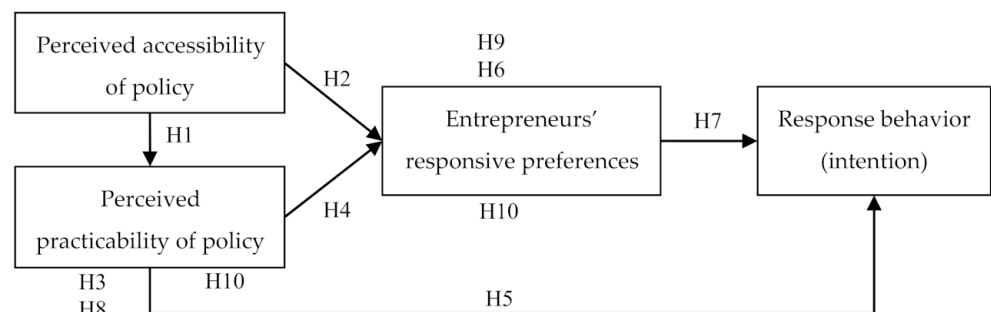 Perceived accessibility
of policy
H1
H2
Perceived
practicability of policy
H3
H8
H10
H4
H9
H6
Entrepreneurs’
responsive preferences
H10
H5
H7
Response behavior
(intention)